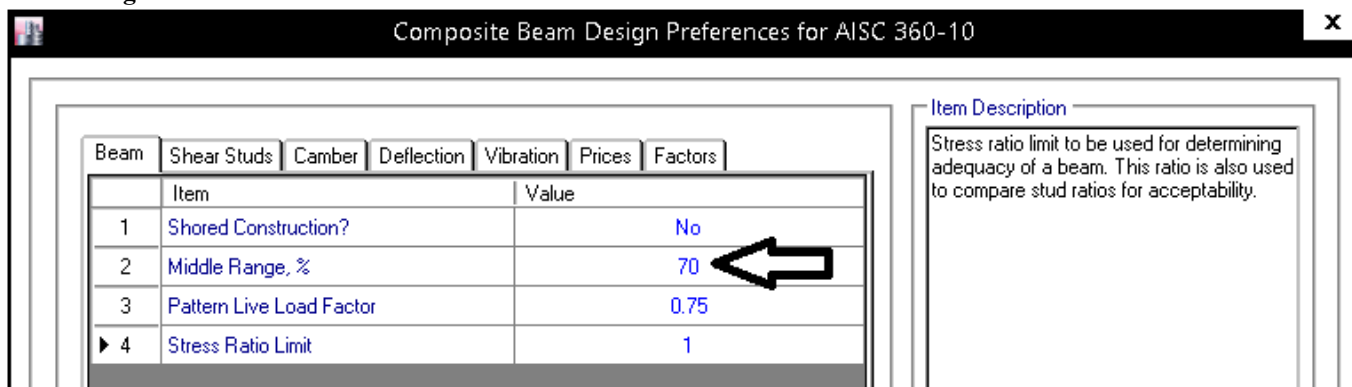 Composite Beam Design Preferences for AISC 360-10
x
Item Description
Beam Shear Studs Camber Deflection Vibration Prices Factors
Stress ratio limit to be used for determining
adequacy of a beam. This ratio is also used
to compare stud ratios for acceptability.
Item Value
1 Shored Construction? No
2 Middle Range, % 70
3 Pattern Live Load Factor 0.75
4 Stress Ratio Limit 1